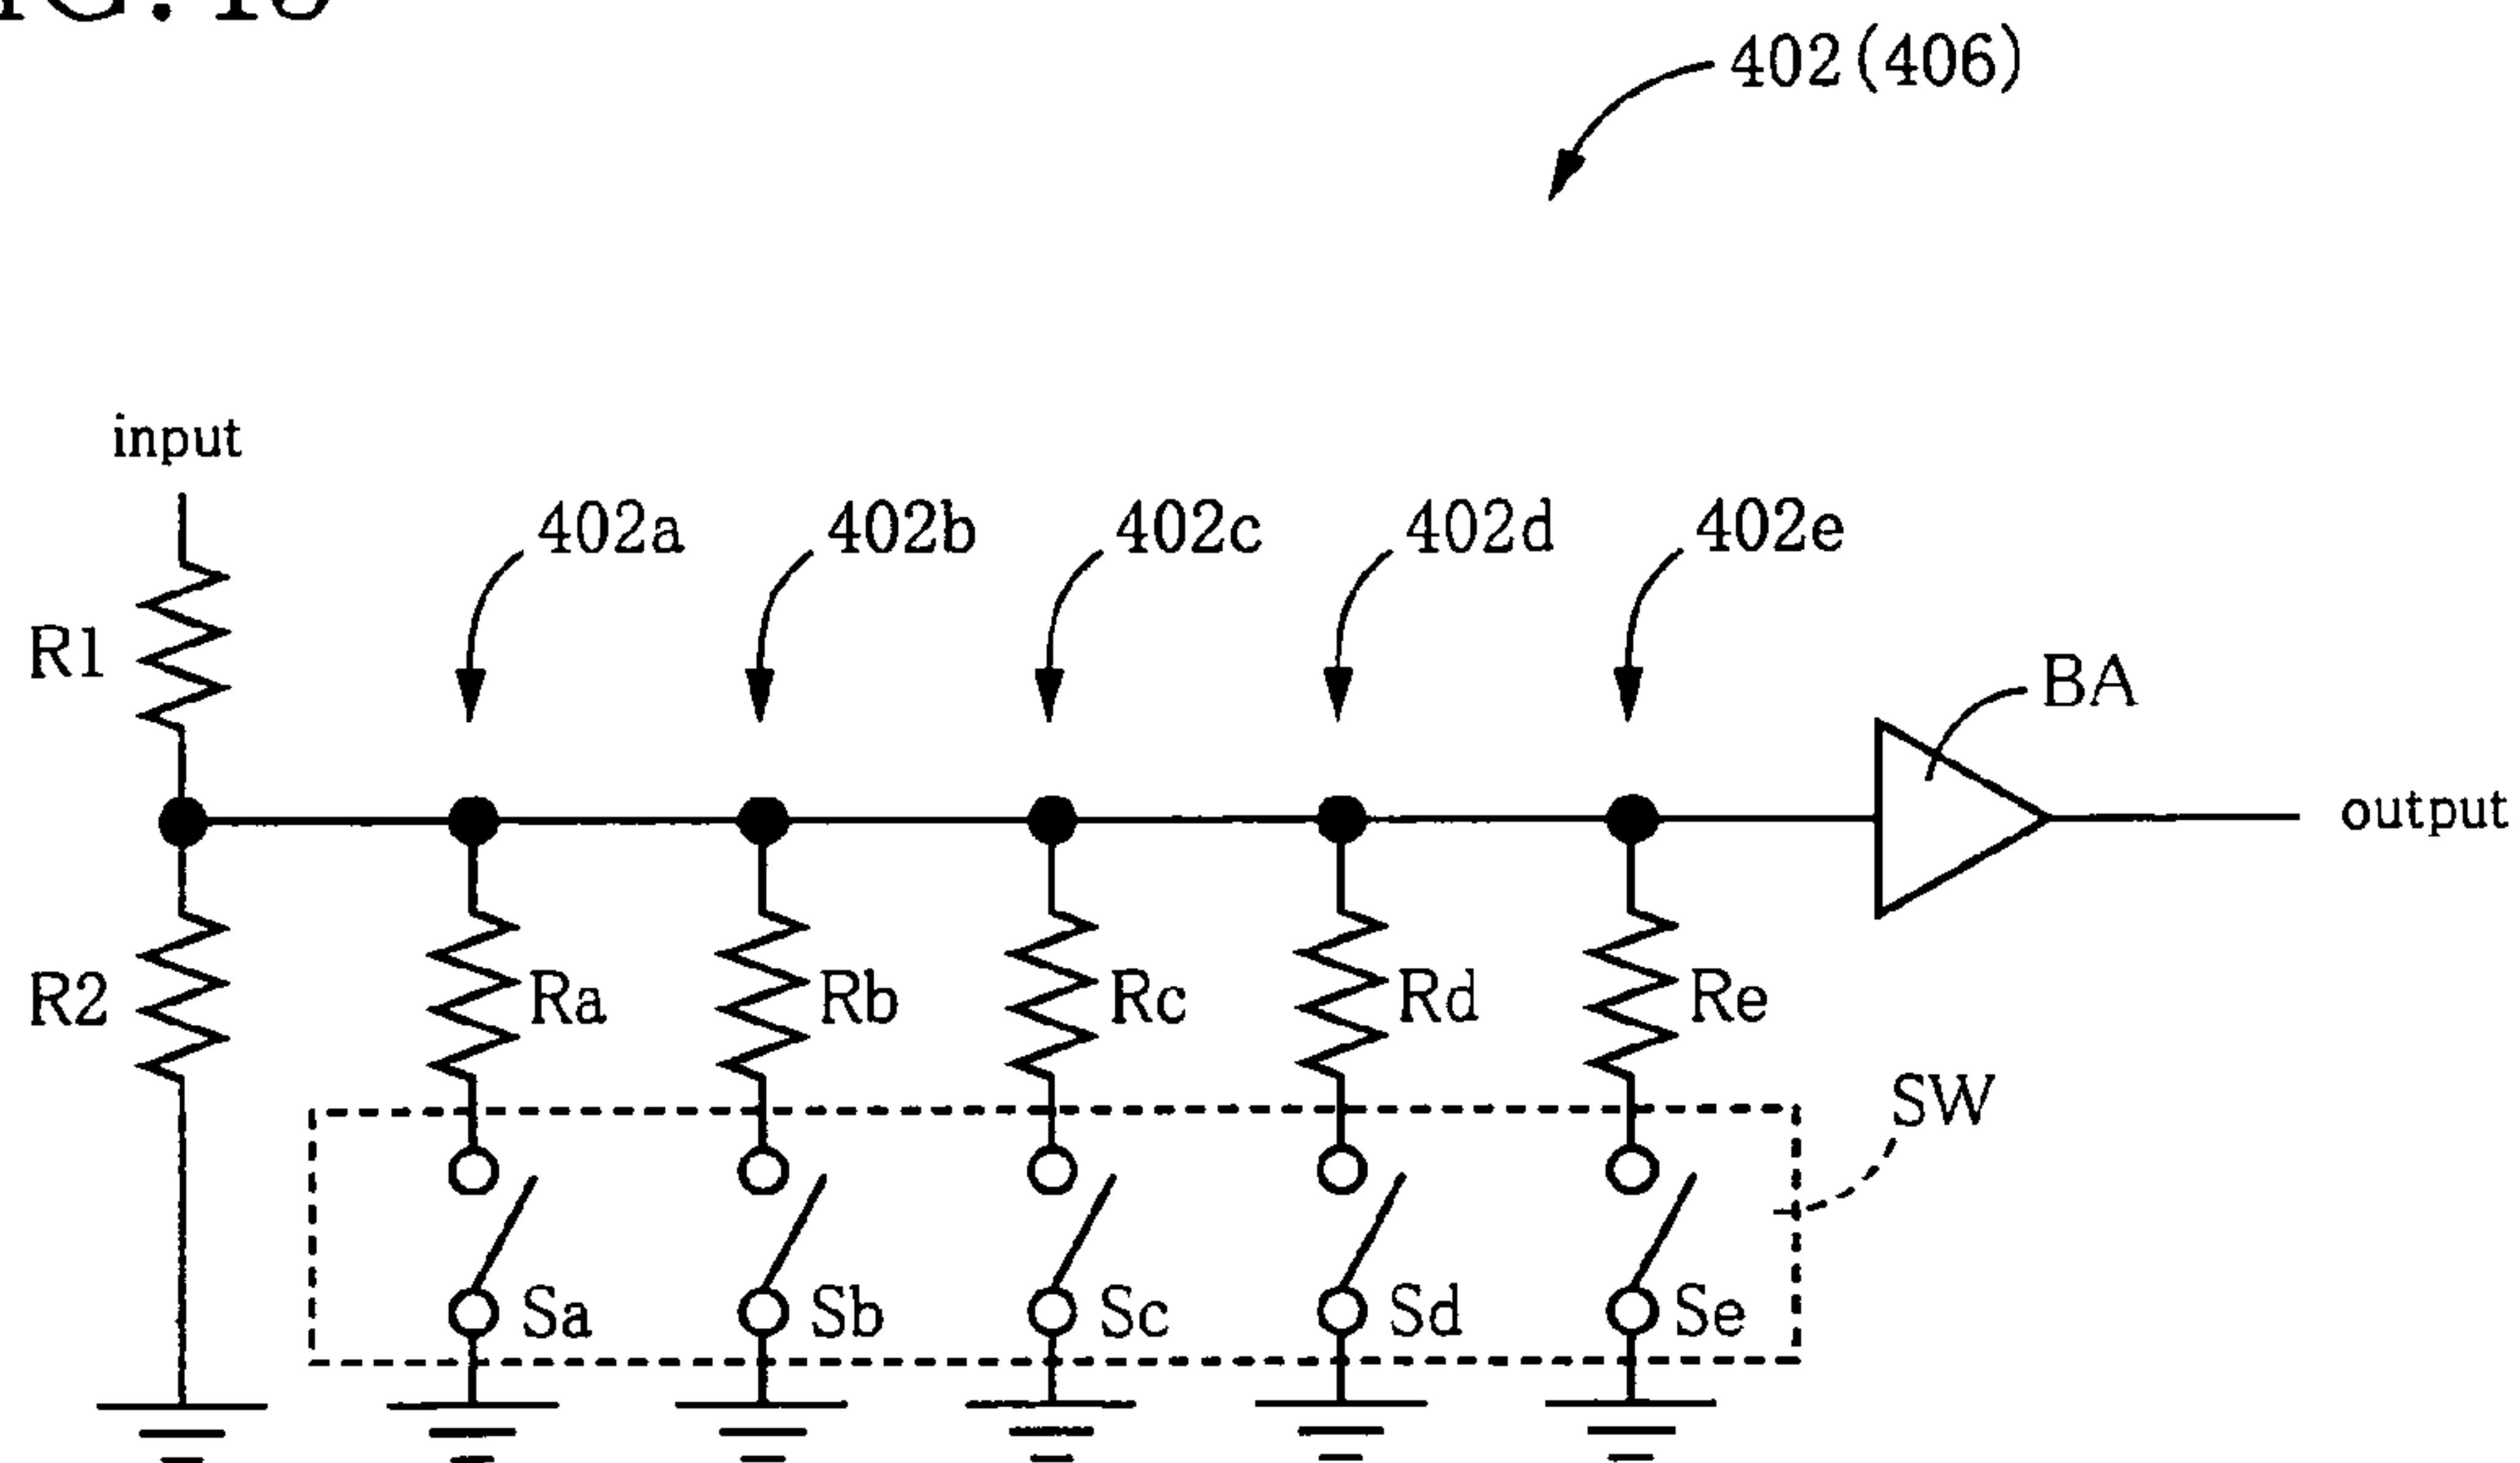 402(406)
input
402a 402b 402c 402d 402e
R1
BA
output
R2 Ra Rb Rc Rd Re
SW
Sa Sb Sc Sd Se